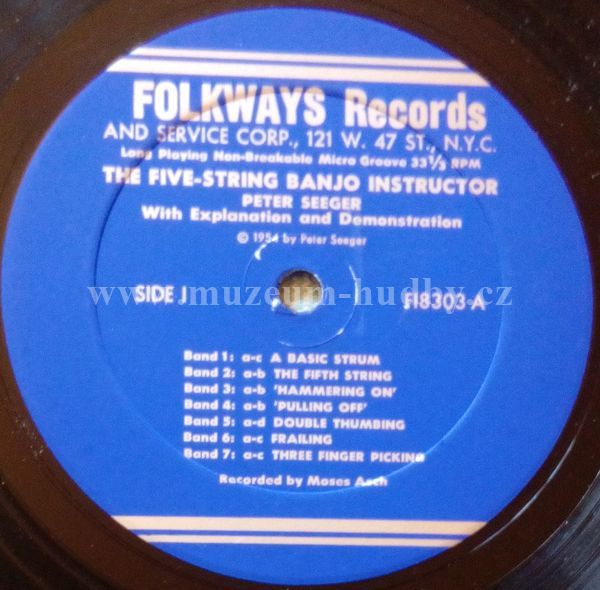 FOLKWAYS Records
AND SERVICE CORP., 121 W. 47 ST., N.Y.C.
Long Playing Non-Breakable Micro Groove 33⅓ RPM
THE FIVE-STRING BANJO INSTRUCTOR
PETER SEEGER
With Explanation and Demonstration
© 1954 by Peter Seeger
SIDE I FI8303-A
www.muzeum-hudby.cz
Band 1: a-c A BASIC STRUM
Band 2: a-b THE FIFTH STRING
Band 3: a-b 'HAMMERING ON'
Band 4: a-b 'PULLING OFF'
Band 5: a-d DOUBLE THUMBING
Band 6: a-c FRAILING
Band 7: a-c THREE FINGER PICKING
Recorded by Moses Asch